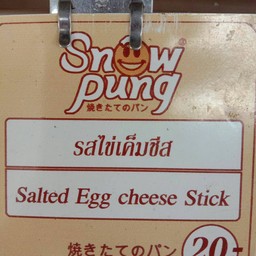 Snow
pung
焼きたてのパン
รสไข่เค็มชีส
Salted Egg cheese Stick
焼きたてのパン 20.-